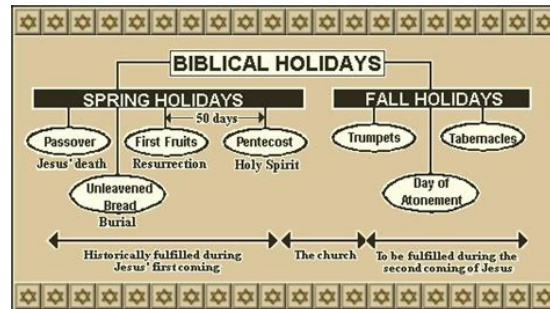 BIBLICAL HOLIDAYS
SPRING HOLIDAYS
FALL HOLIDAYS
50 days
Passover
First Fruits
Pentecost
Trumpets
Tabernacles
Jesus' death
Resurrection
Holy Spirit
Unleavened
Bread
Burial
Day of
Atonement
Historically fulfilled during
Jesus' first coming
The church
To be fulfilled during the
second coming of Jesus